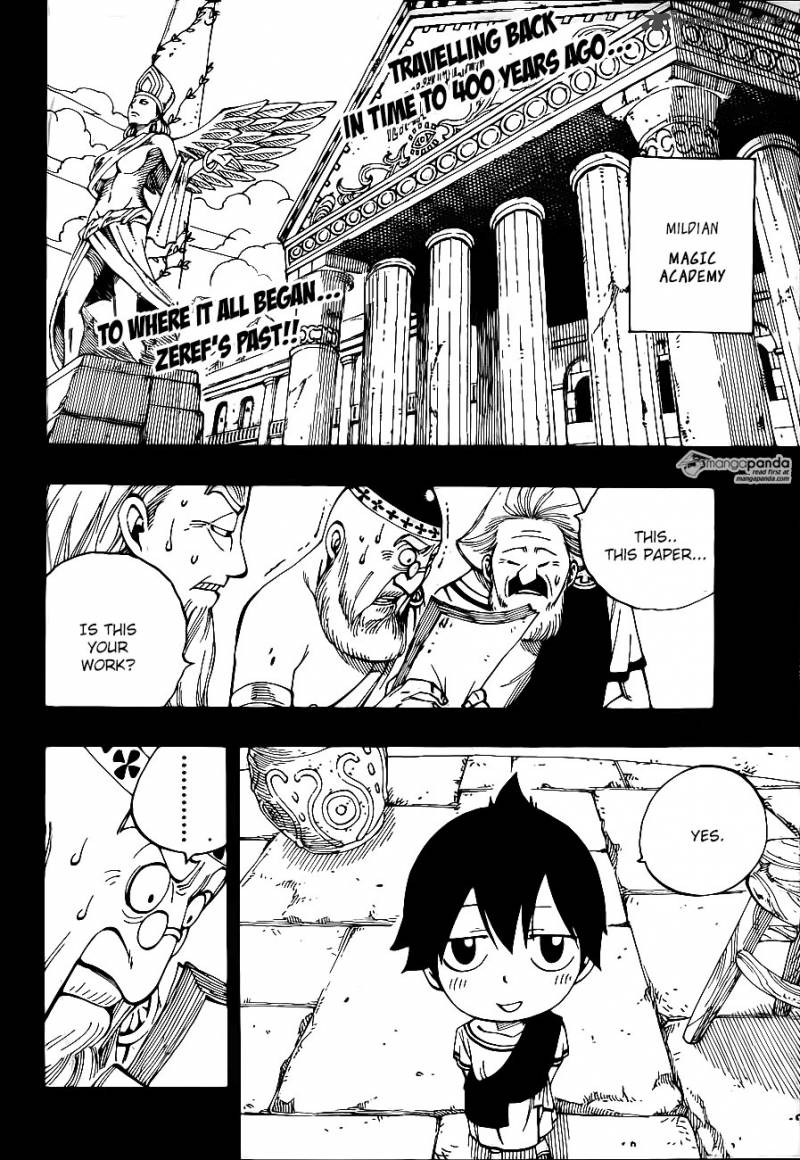 TRAVELLING BACK
IN TIME TO 400 YEARS AGO...
MILDIAN
MAGIC
ACADEMY
TO WHERE IT ALL BEGAN...
ZEREF'S PAST!!
mangapanda
read first at
mangapanda.com
THIS..
THIS PAPER...
IS THIS
YOUR
WORK?
........
YES.